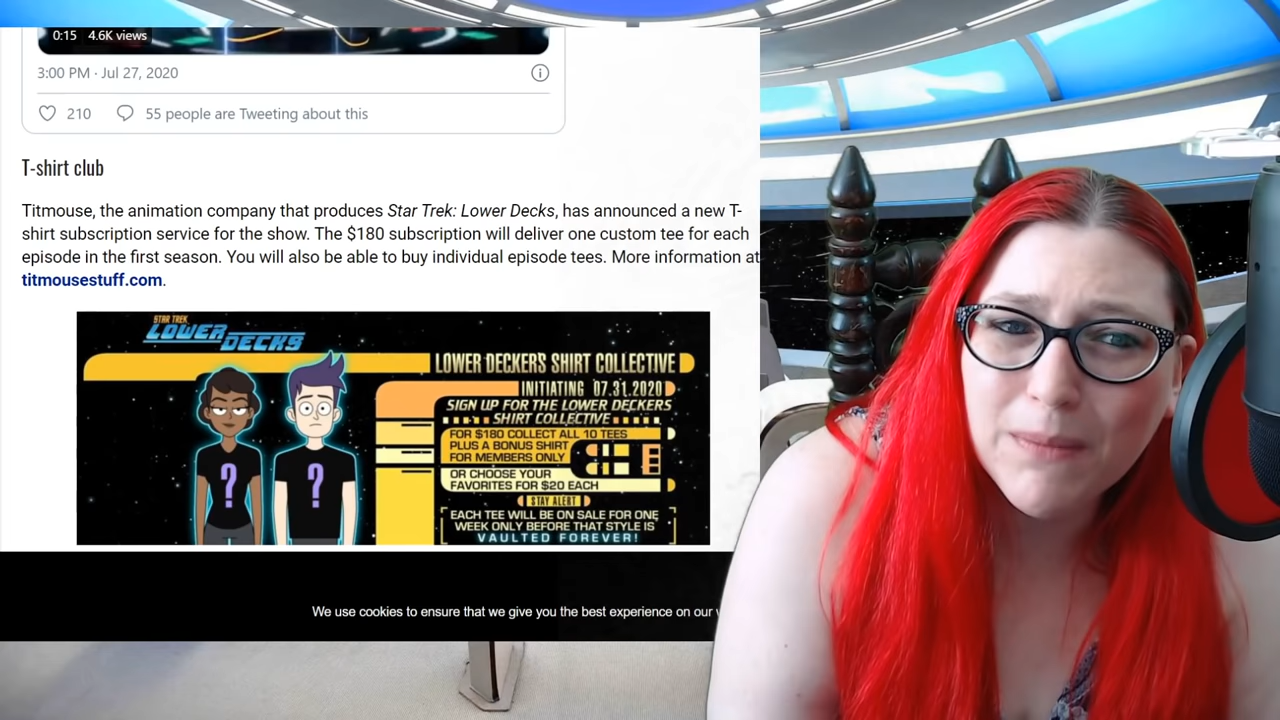 0:15 4.6K views
3:00 PM · Jul 27, 2020
210 55 people are Tweeting about this
T-shirt club
Titmouse, the animation company that produces Star Trek: Lower Decks, has announced a new T-
shirt subscription service for the show. The $180 subscription will deliver one custom tee for each
episode in the first season. You will also be able to buy individual episode tees. More information at
titmousestuff.com.
STAR TREK
LOWER DECKS
LOWER DECKERS SHIRT COLLECTIVE
INITIATING 07.31.2020
SIGN UP FOR THE LOWER DECKERS
SHIRT COLLECTIVE
FOR $180 COLLECT ALL 10 TEES
PLUS A BONUS SHIRT
FOR MEMBERS ONLY
OR CHOOSE YOUR
FAVORITES FOR $20 EACH
STAY ALERT
EACH TEE WILL BE ON SALE FOR ONE
WEEK ONLY BEFORE THAT STYLE IS
VAULTED FOREVER!
? ?
We use cookies to ensure that we give you the best experience on our